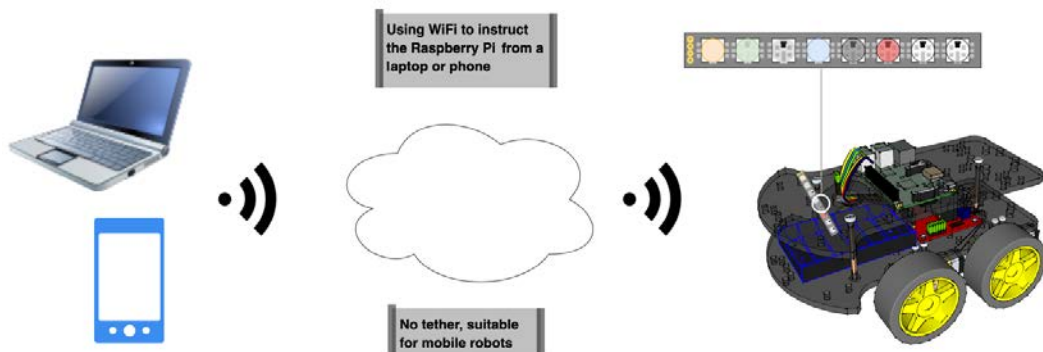 Using WiFi to instruct
the Raspberry Pi from a
laptop or phone
No tether, suitable
for mobile robots